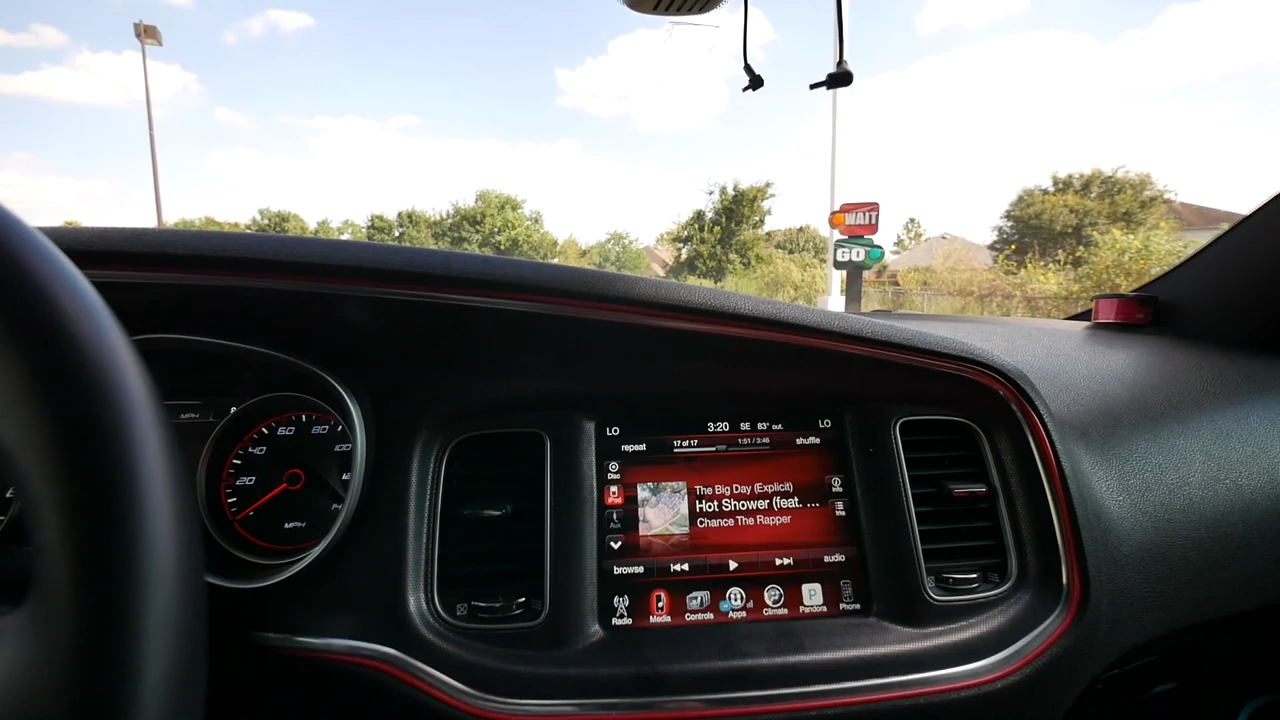 WAIT
GO
MPH
20
40
60
80
100
MPH
LO
3:20 SE 83° out.
LO
repeat
17 of 17
1:51 / 3:46
shuffle
Disc
iPod
Aux
The Big Day (Explicit)
Hot Shower (feat. ...
Chance The Rapper
Info
browse
audio
Radio
Media
Controls
Apps
Climate
P
Pandora
Phone